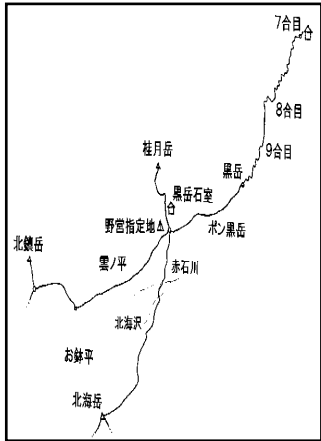 7合目
8合目
9合目
桂月岳
黒岳
黒岳石室
野営指定地
ポン黒岳
北鎮岳
雲ノ平
赤石川
北海沢
お鉢平
北海岳